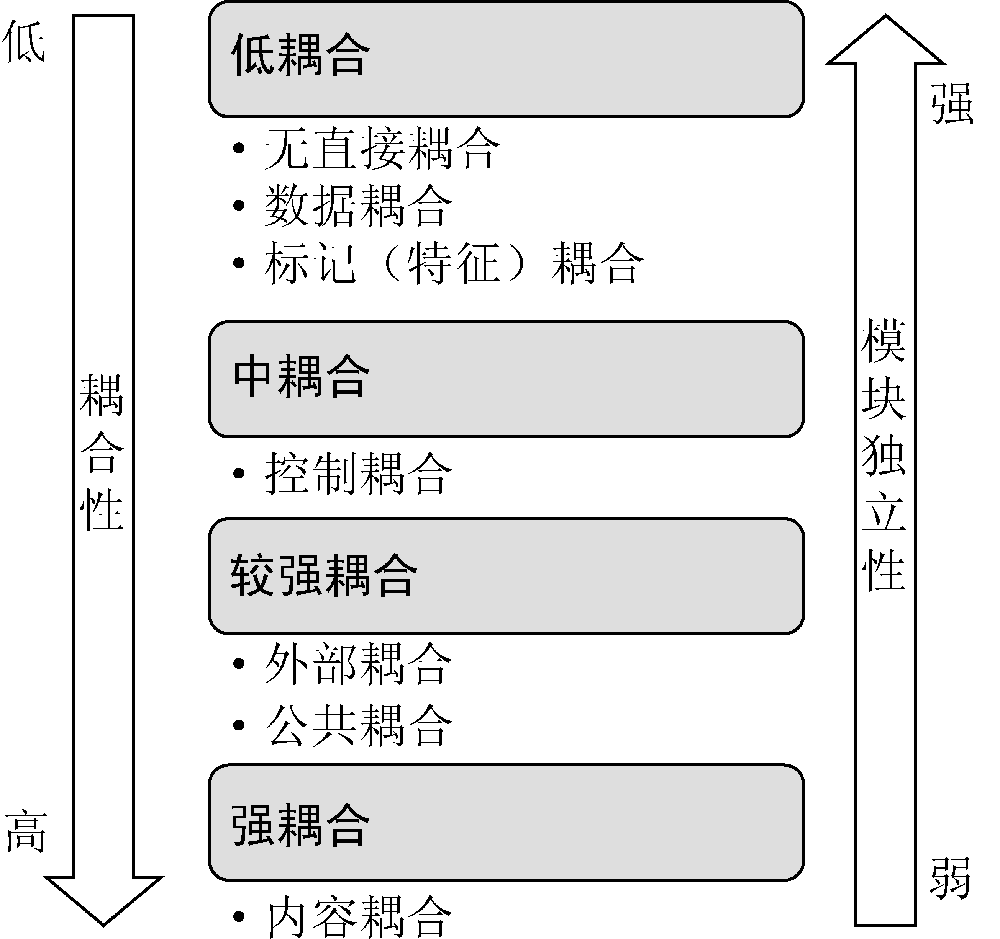 低
耦合性
高
低耦合
• 无直接耦合
• 数据耦合
• 标记（特征）耦合
中耦合
• 控制耦合
较强耦合
• 外部耦合
• 公共耦合
强耦合
• 内容耦合
强
模块独立性
弱